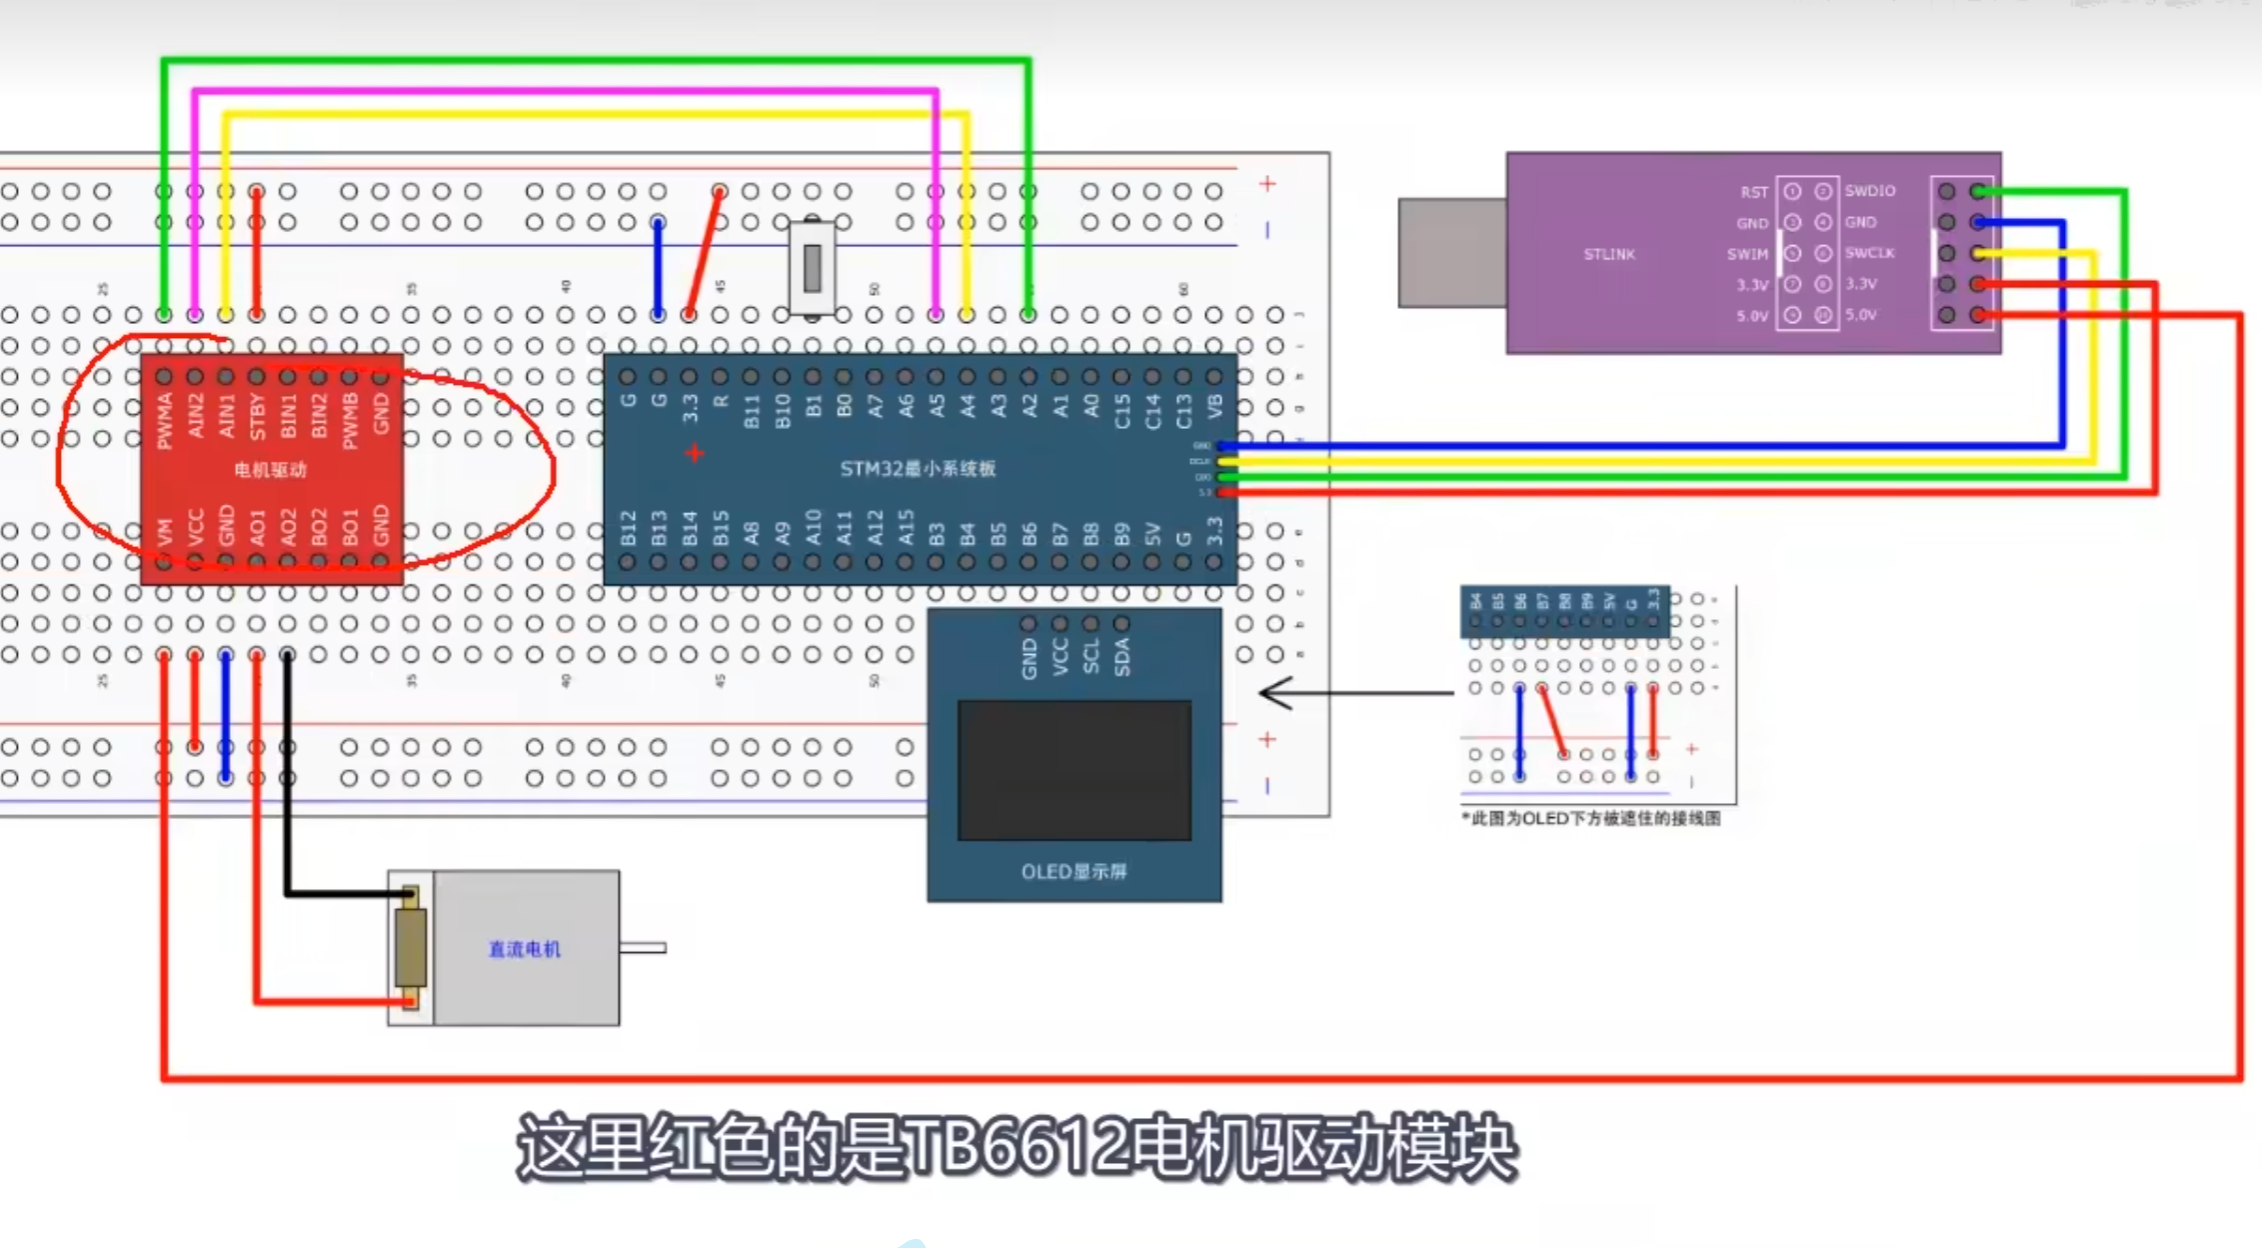 +
−
25
35
40
45
50
60
RST SWDIO
GND GND
SWIM SWCLK
3.3V 3.3V
5.0V 5.0V
STLINK
PWMA AIN2 AIN1 STBY BIN1 BIN2 PWMB GND
电机驱动
VM VCC GND AO1 AO2 BO2 BO1 GND
G G 3.3 R B11 B10 B1 B0 A7 A6 A5 A4 A3 A2 A1 A0 C15 C14 C13 VB
+
STM32最小系统板
B12 B13 B14 B15 A8 A9 A10 A11 A12 A15 B3 B4 B5 B6 B7 B8 B9 5V G 3.3
GND VCC SCL SDA
25
35
40
45
50
+
−
OLED显示屏
B4 B5 B6 B7 B8 B9 5V G 3.3
+
−
*此图为OLED下方被遮住的接线图
直流电机
这里红色的是TB6612电机驱动模块